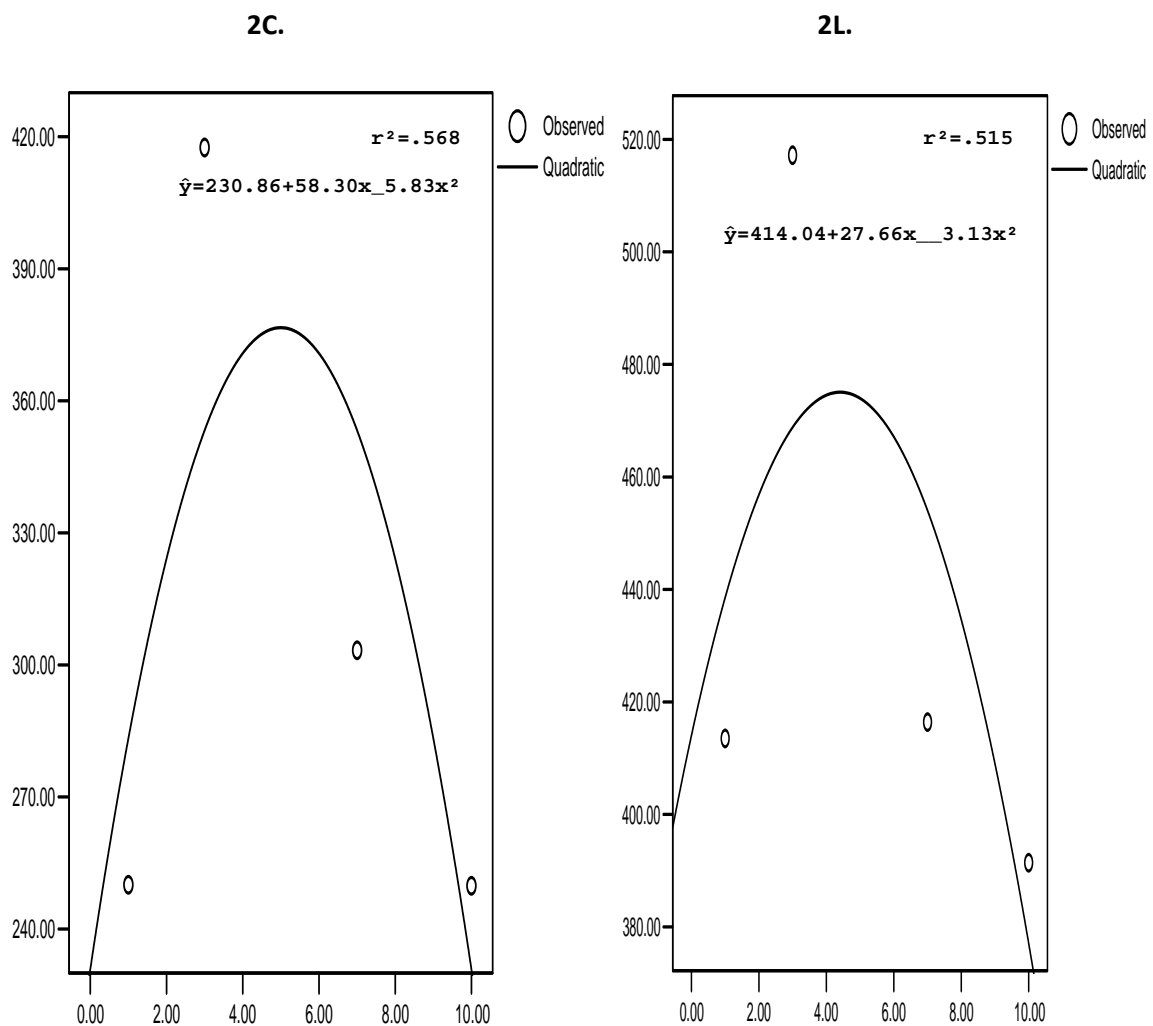 2C.
420.00
390.00
360.00
330.00
300.00
270.00
240.00
r²=.568
ŷ=230.86+58.30x_5.83x²
Observed
Quadratic
0.00 2.00 4.00 6.00 8.00 10.00
2L.
520.00
500.00
480.00
460.00
440.00
420.00
400.00
380.00
r²=.515
ŷ=414.04+27.66x__3.13x²
Observed
Quadratic
0.00 2.00 4.00 6.00 8.00 10.00